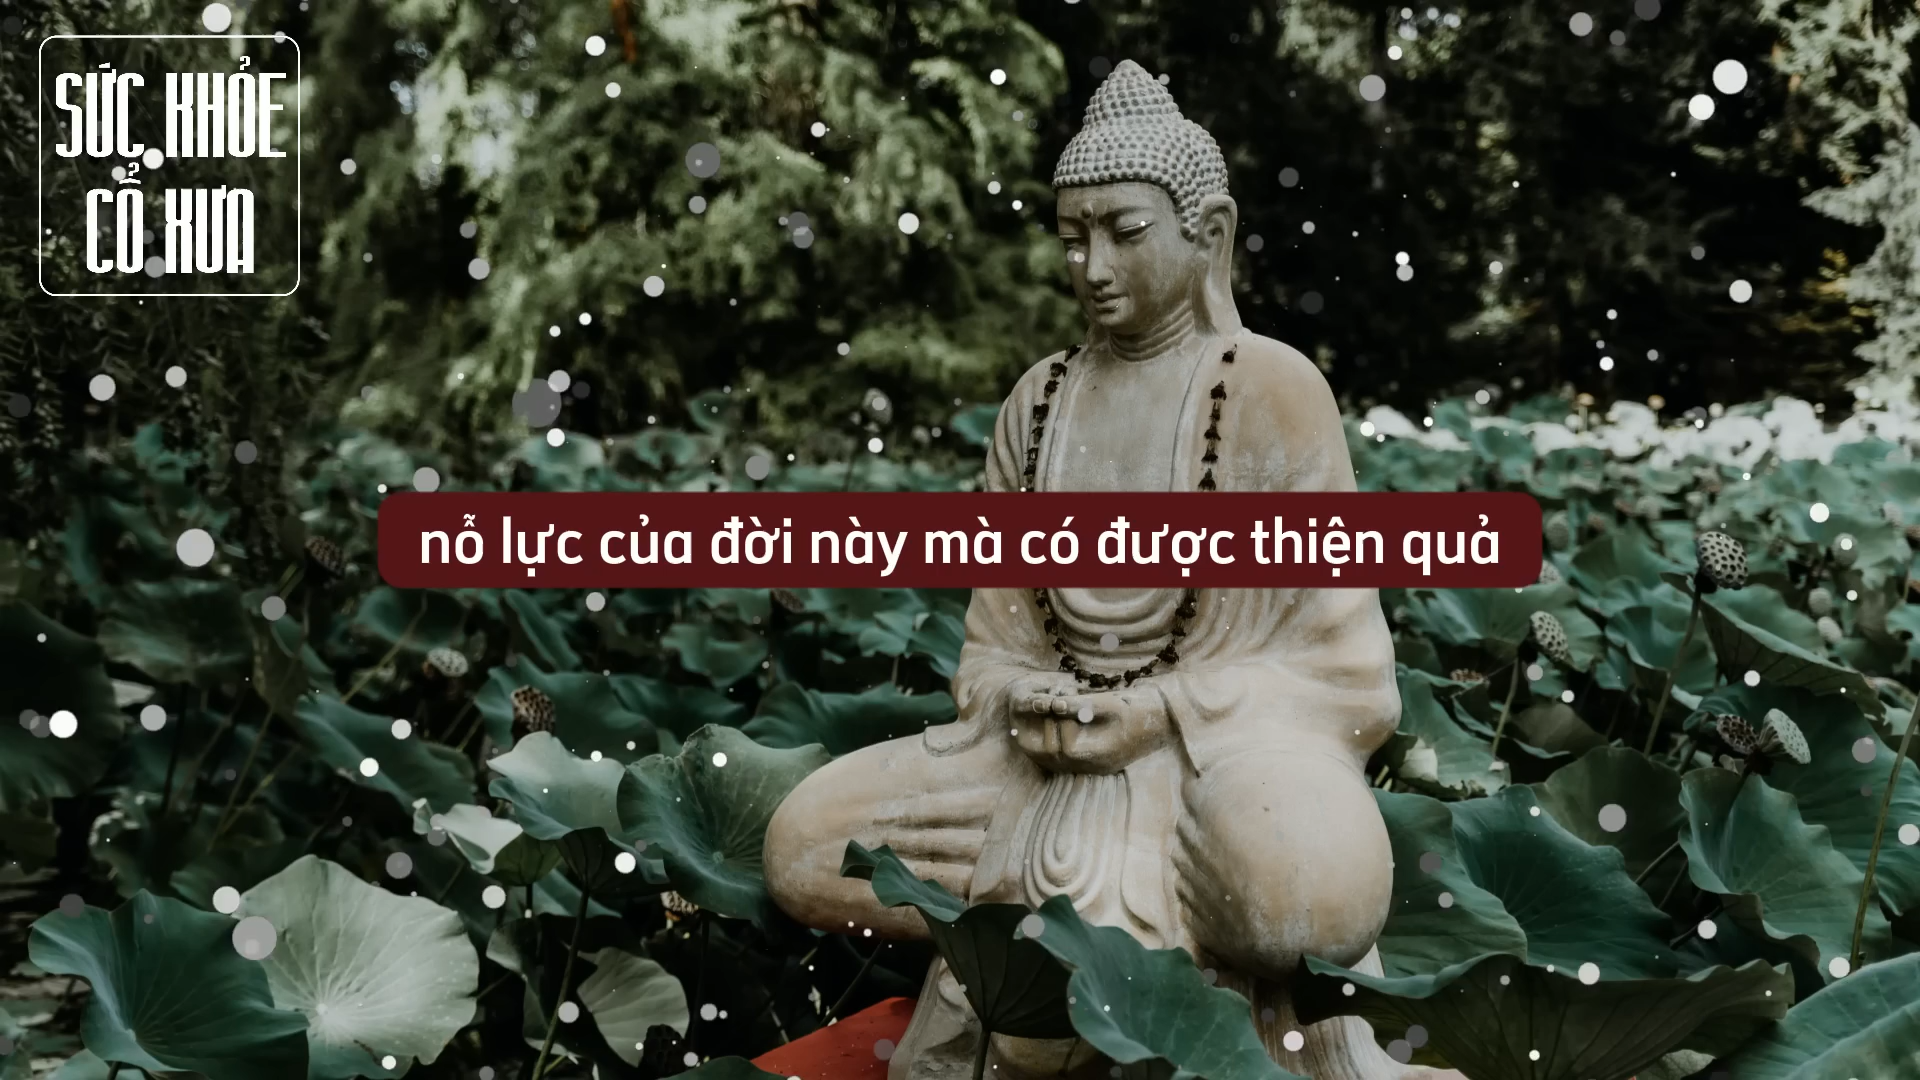 SỨC KHỎE
CỔ XƯA
nỗ lực của đời này mà có được thiện quả